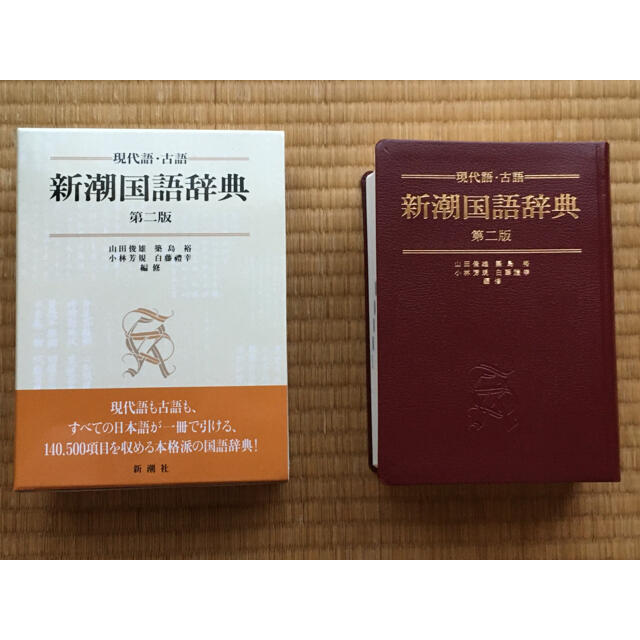 現代語・古語
新潮国語辞典
第二版
山田俊雄 築島 裕
小林芳規 白藤禮幸
編修
現代語も古語も、
すべての日本語が一冊で引ける、
140,500項目を収める本格派の国語辞典!
新潮社
現代語・古語
新潮国語辞典
第二版
山田俊雄 築島 裕
小林芳規 白藤禮幸
編修